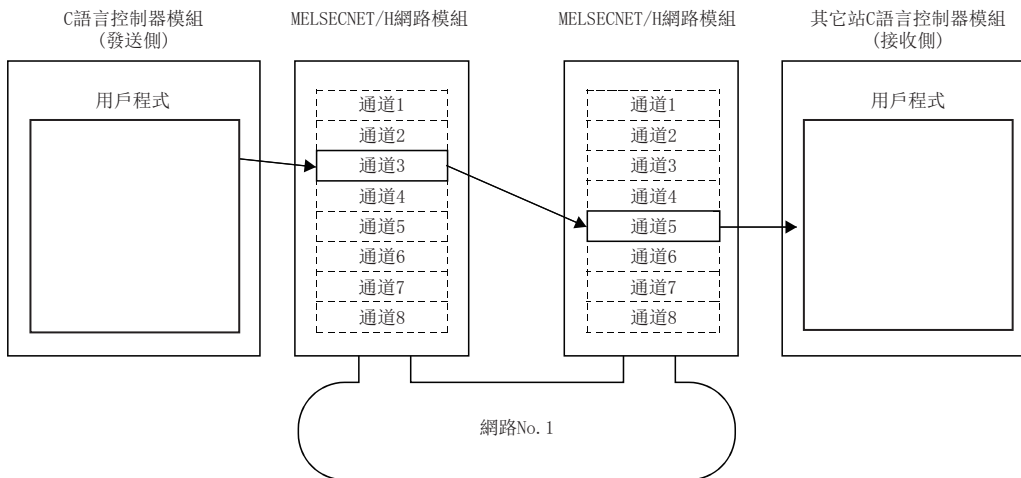 C語言控制器模組
(發送側)
MELSECNET/H網路模組
MELSECNET/H網路模組
其它站C語言控制器模組
(接收側)
用戶程式
通道1
通道2
通道3
通道4
通道5
通道6
通道7
通道8
通道1
通道2
通道3
通道4
通道5
通道6
通道7
通道8
用戶程式
網路No.1